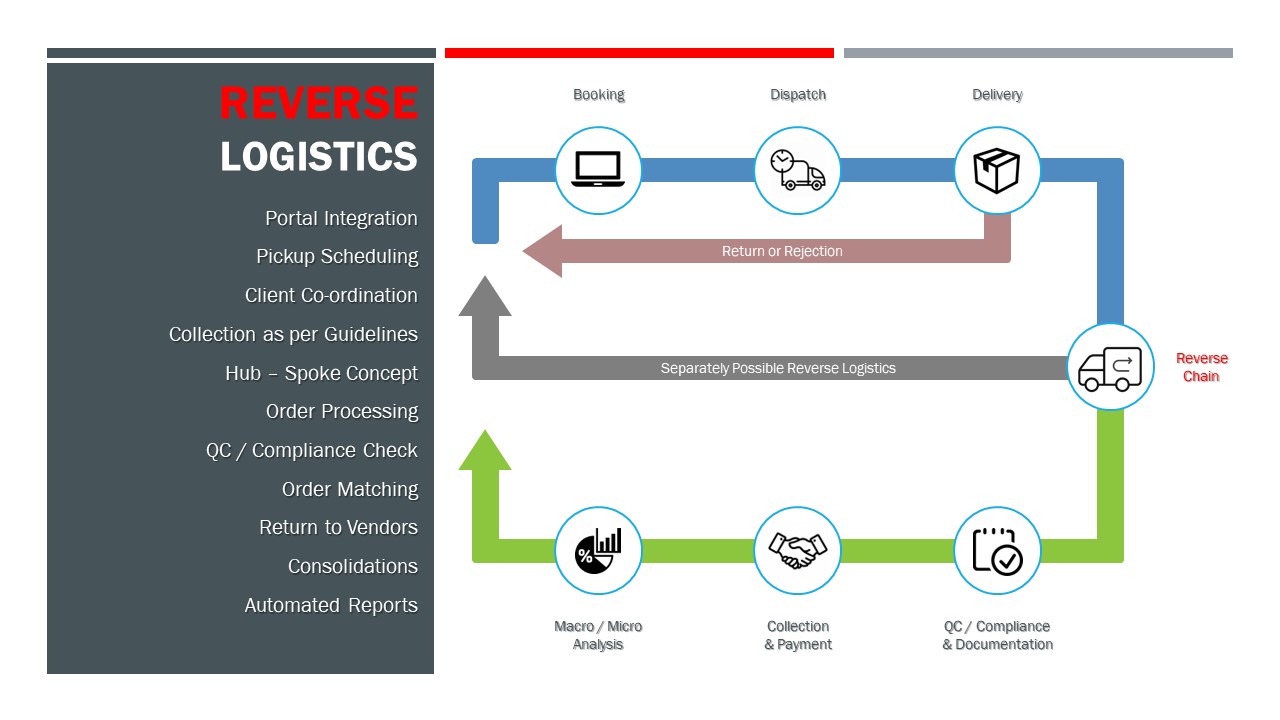 REVERSE
LOGISTICS
Portal Integration
Pickup Scheduling
Client Co-ordination
Collection as per Guidelines
Hub – Spoke Concept
Order Processing
QC / Compliance Check
Order Matching
Return to Vendors
Consolidations
Automated Reports
Booking
Dispatch
Delivery
Return or Rejection
Separately Possible Reverse Logistics
Reverse
Chain
%
Macro / Micro
Analysis
Collection
& Payment
QC / Compliance
& Documentation